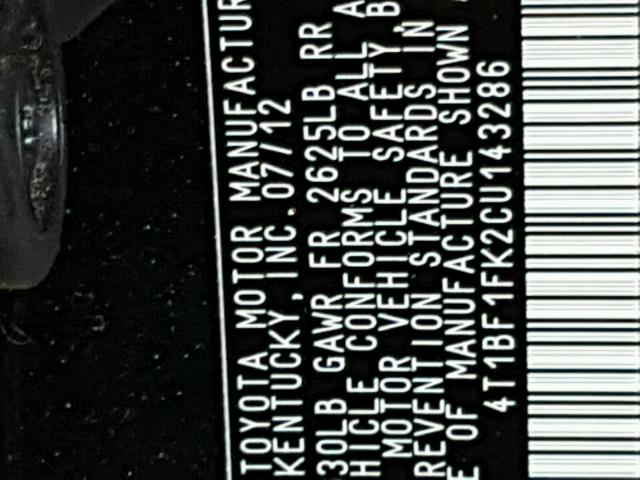 TOYOTA MOTOR MANUFACTUR
KENTUCKY, INC. 07/12
30LB GAWR FR 2625LB RR
HICLE CONFORMS TO ALL A
MOTOR VEHICLE SAFETY, B
REVENTION STANDARDS IN
E OF MANUFACTURE SHOWN
4T1BF1FK2CU143286